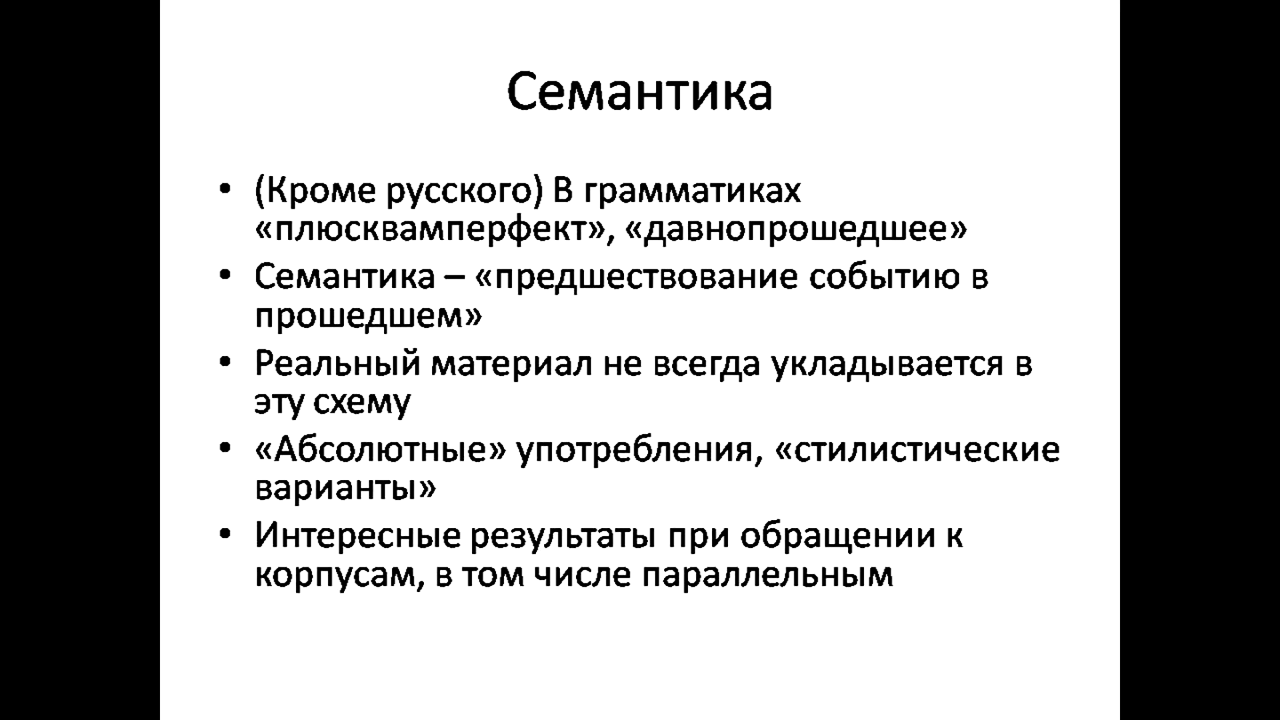 Семантика
• (Кроме русского) В грамматиках
«плюсквамперфект», «давнопрошедшее»
• Семантика – «предшествование событию в
прошедшем»
• Реальный материал не всегда укладывается в
эту схему
• «Абсолютные» употребления, «стилистические
варианты»
• Интересные результаты при обращении к
корпусам, в том числе параллельным